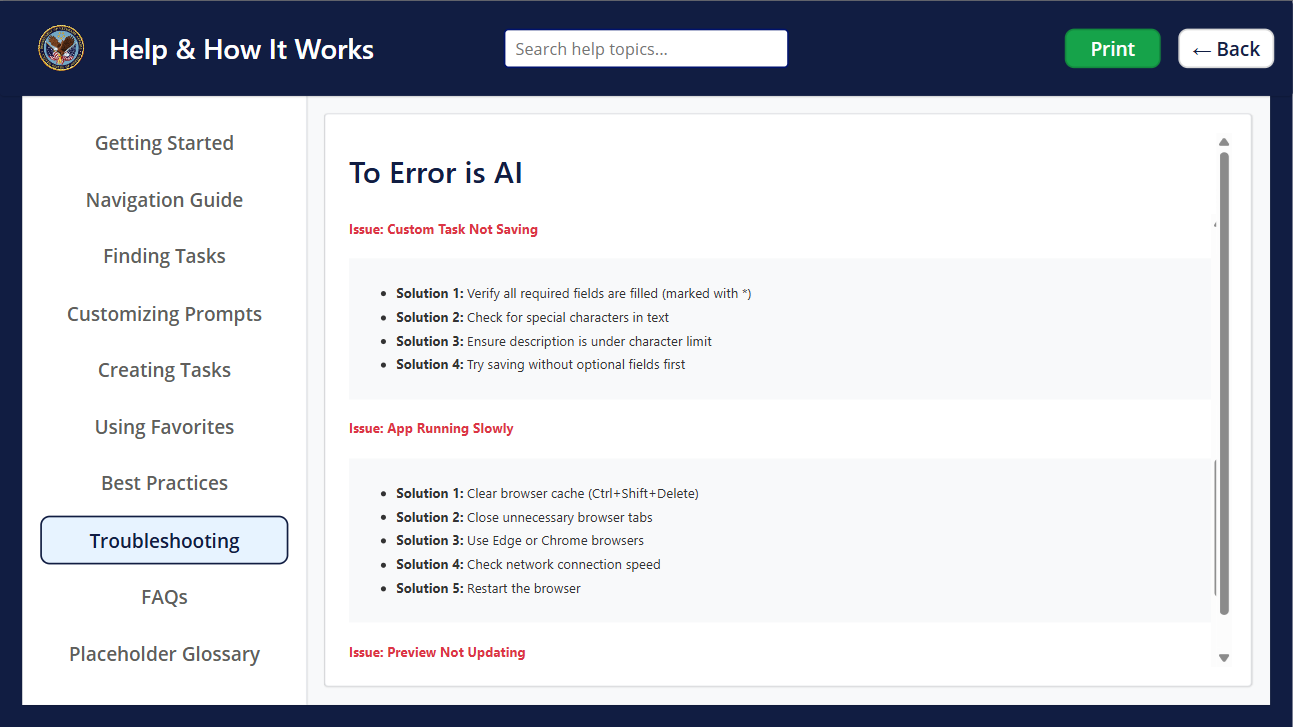 Help & How It Works
Search help topics...
Print
← Back
Getting Started
Navigation Guide
Finding Tasks
Customizing Prompts
Creating Tasks
Using Favorites
Best Practices
Troubleshooting
FAQs
Placeholder Glossary
To Error is AI
Issue: Custom Task Not Saving
• Solution 1: Verify all required fields are filled (marked with *)
• Solution 2: Check for special characters in text
• Solution 3: Ensure description is under character limit
• Solution 4: Try saving without optional fields first
Issue: App Running Slowly
• Solution 1: Clear browser cache (Ctrl+Shift+Delete)
• Solution 2: Close unnecessary browser tabs
• Solution 3: Use Edge or Chrome browsers
• Solution 4: Check network connection speed
• Solution 5: Restart the browser
Issue: Preview Not Updating